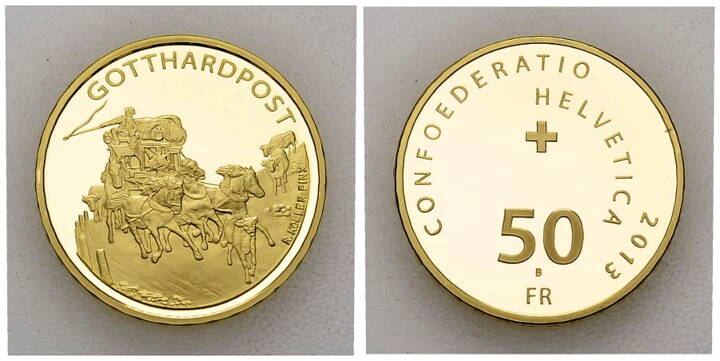 GOTTHARDPOST
R. KOLLER PINX
CONFOEDERATIO
HELVETICA 2013
50
B
FR